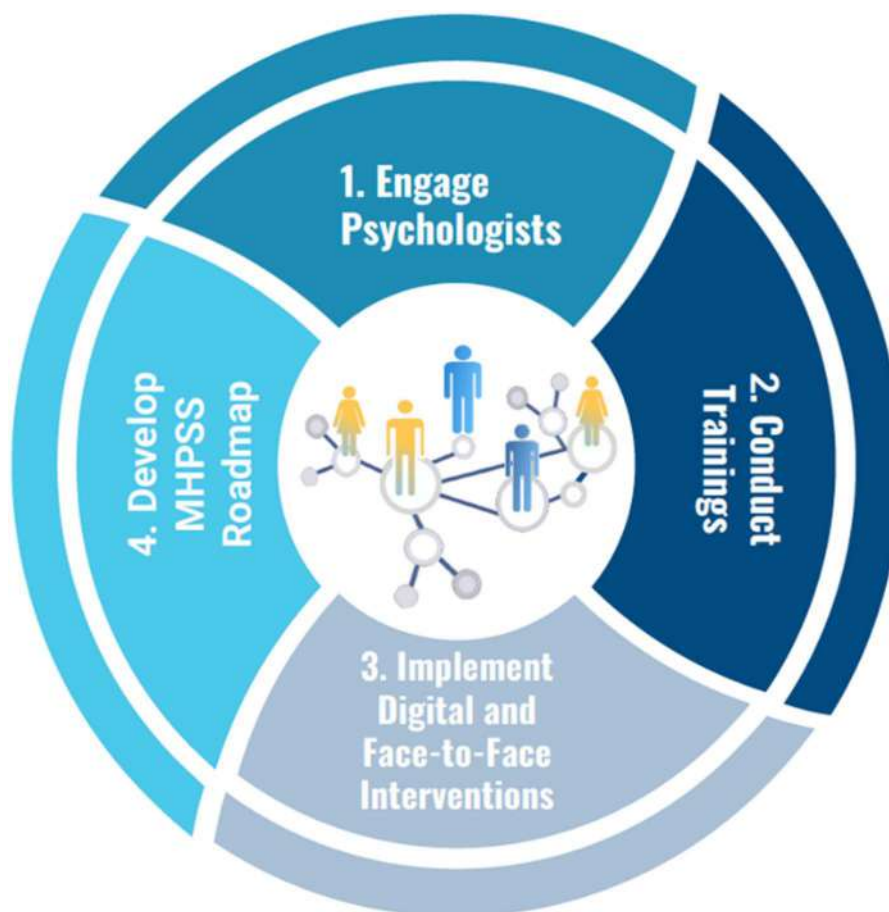 1. Engage
Psychologists
2. Conduct
Trainings
3. Implement
Digital and
Face-to-Face
Interventions
4. Develop
MHPSS
Roadmap